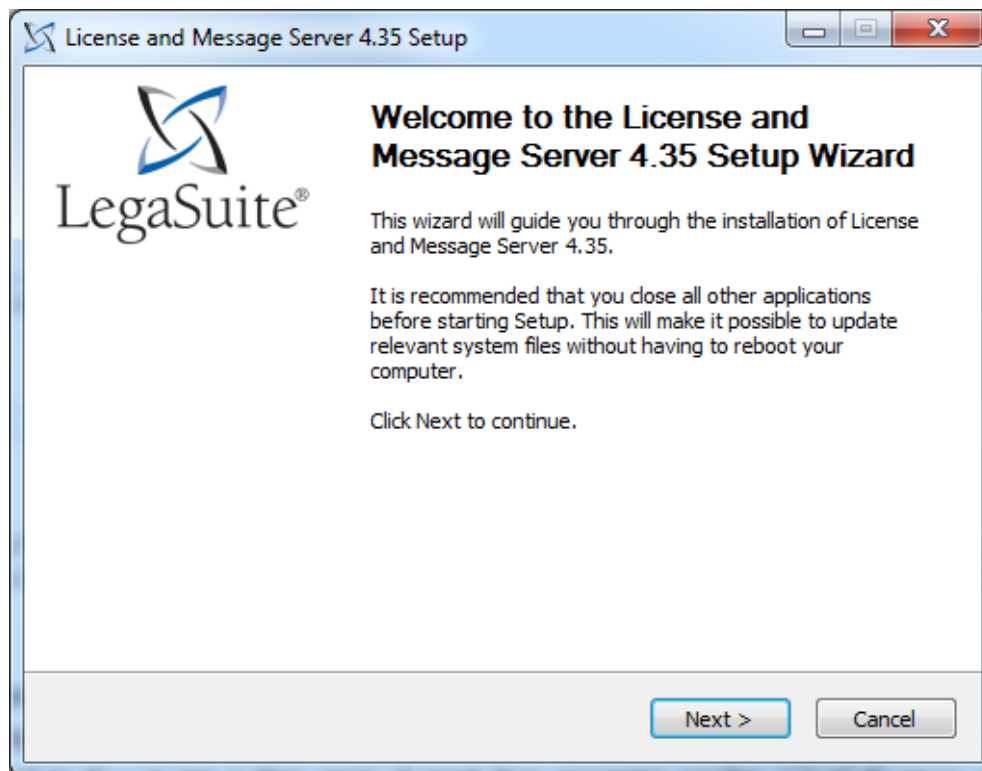 License and Message Server 4.35 Setup
LegaSuite®
Welcome to the License and
Message Server 4.35 Setup Wizard
This wizard will guide you through the installation of License
and Message Server 4.35.
It is recommended that you close all other applications
before starting Setup. This will make it possible to update
relevant system files without having to reboot your
computer.
Click Next to continue.
Next >
Cancel